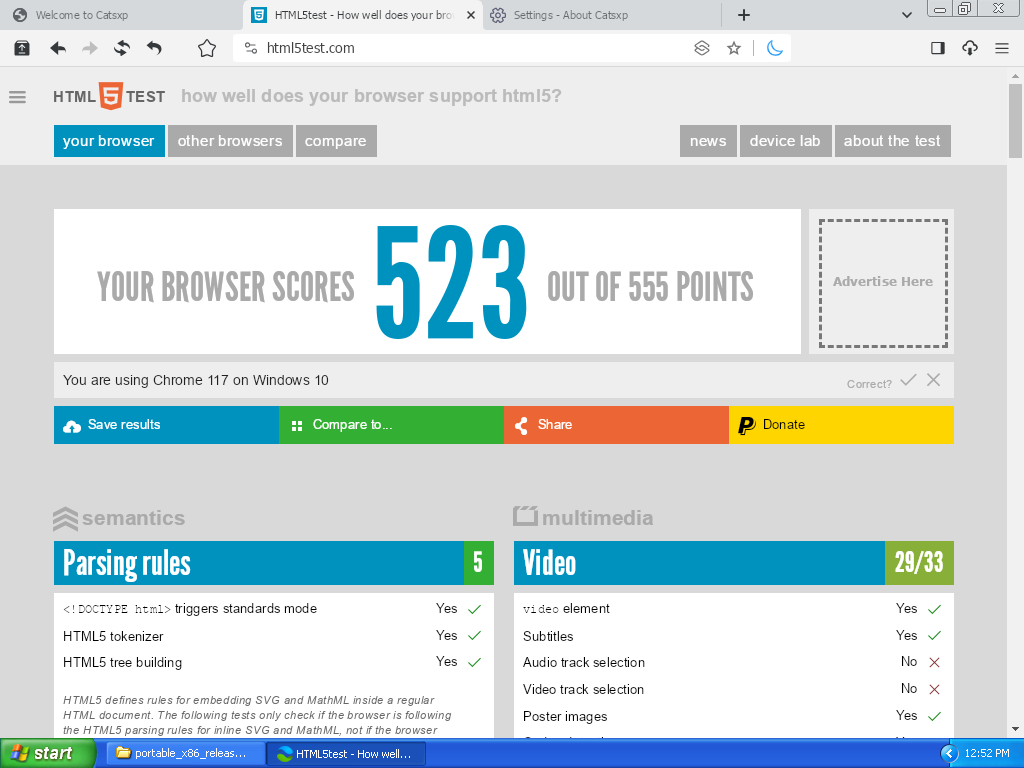 Welcome to Catsxp
HTML5test - How well does your bro
Settings - About Catsxp
html5test.com
HTML 5 TEST how well does your browser support html5?
your browser other browsers compare news device lab about the test
YOUR BROWSER SCORES 523 OUT OF 555 POINTS
Advertise Here
You are using Chrome 117 on Windows 10 Correct?
Save results Compare to... Share Donate
semantics
Parsing rules 5
<!DOCTYPE html> triggers standards mode Yes
HTML5 tokenizer Yes
HTML5 tree building Yes
HTML5 defines rules for embedding SVG and MathML inside a regular
HTML document. The following tests only check if the browser is following
the HTML5 parsing rules for inline SVG and MathML, not if the browser
multimedia
Video 29/33
video element Yes
Subtitles Yes
Audio track selection No
Video track selection No
Poster images Yes
start portable_x86_releas... HTML5test - How well... 12:52 PM